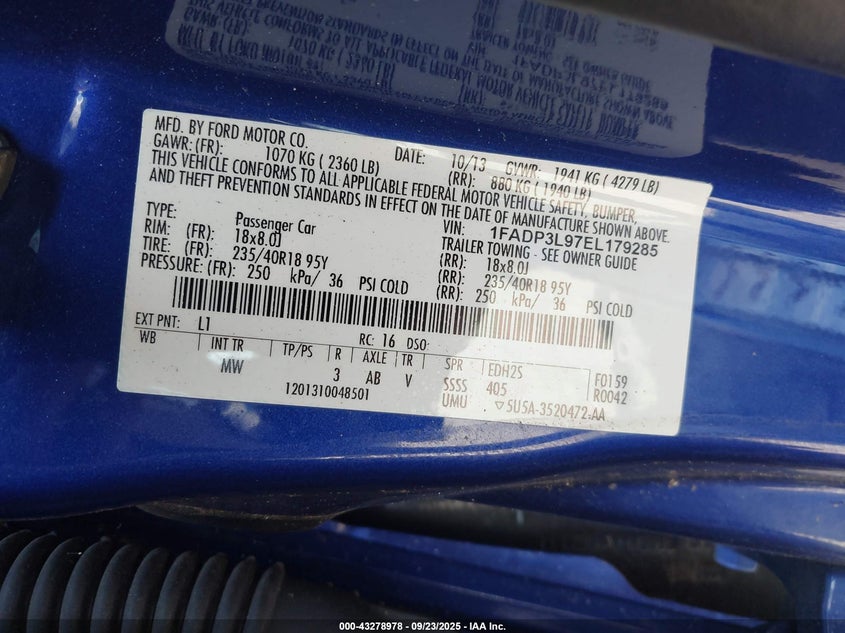 MFD. BY FORD MOTOR CO. DATE: 10/13 GVWR: 1941 KG ( 4279 LB)
GAWR: (FR): 1070 KG ( 2360 LB) (RR): 880 KG ( 1940 LB)
THIS VEHICLE CONFORMS TO ALL APPLICABLE FEDERAL MOTOR VEHICLE SAFETY, BUMPER,
AND THEFT PREVENTION STANDARDS IN EFFECT ON THE DATE OF MANUFACTURE SHOWN ABOVE.
VIN: 1FADP3L97EL179285
TYPE: Passenger Car TRAILER TOWING - SEE OWNER GUIDE
RIM: (FR): 18x8.0J (RR): 18x8.0J
TIRE: (FR): 235/40R18 95Y (RR): 235/40R18 95Y
PRESSURE: (FR): 250 kPa/ 36 PSI COLD (RR): 250 kPa/ 36 PSI COLD
EXT PNT: L1 RC: 16 DSO:
WB INT TR TP/PS R AXLE TR SPR EDH2S F0159
MW 3 AB V SSSS 405 R0042
1201310048501 UMU ▽5U5A-3520472-AA
000-43278978 - 09/23/2025 - IAA Inc.